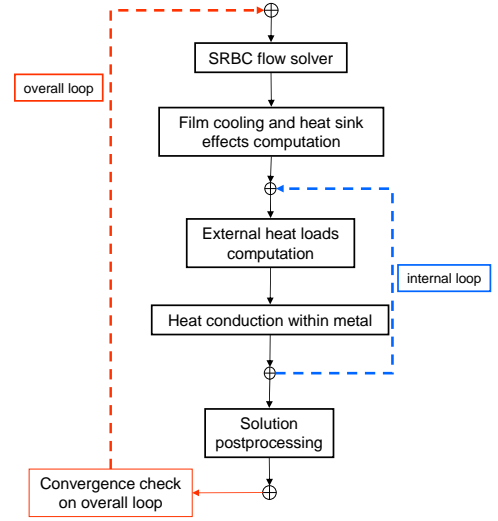 SRBC flow solver
overall loop
Film cooling and heat sink
effects computation
External heat loads
computation
internal loop
Heat conduction within metal
Solution
postprocessing
Convergence check
on overall loop